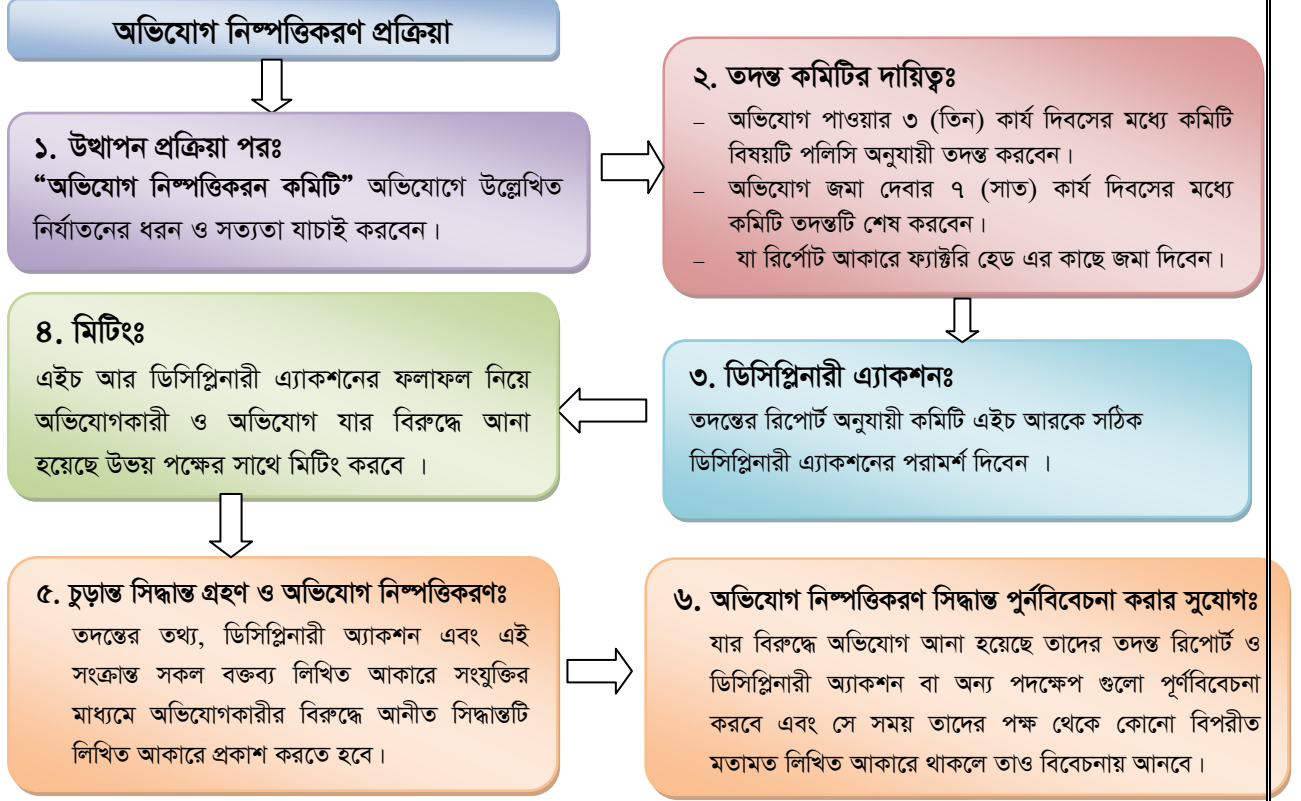 অভিযোগ নিষ্পত্তিকরণ প্রক্রিয়া
১. উত্থাপন প্রক্রিয়া পরঃ
“অভিযোগ নিষ্পত্তিকরন কমিটি” অভিযোগে উল্লেখিত
নির্যাতনের ধরন ও সত্যতা যাচাই করবেন।
২. তদন্ত কমিটির দায়িত্বঃ
– অভিযোগ পাওয়ার ৩ (তিন) কার্য দিবসের মধ্যে কমিটি
বিষয়টি পলিসি অনুযায়ী তদন্ত করবেন।
– অভিযোগ জমা দেবার ৭ (সাত) কার্য দিবসের মধ্যে
কমিটি তদন্তটি শেষ করবেন।
– যা রির্পোট আকারে ফ্যাক্টরি হেড এর কাছে জমা দিবেন।
৩. ডিসিপ্লিনারী এ্যাকশনঃ
তদন্তের রিপোর্ট অনুযায়ী কমিটি এইচ আরকে সঠিক
ডিসিপ্লিনারী এ্যাকশনের পরামর্শ দিবেন ।
৪. মিটিংঃ
এইচ আর ডিসিপ্লিনারী এ্যাকশনের ফলাফল নিয়ে
অভিযোগকারী ও অভিযোগ যার বিরুদ্ধে আনা
হয়েছে উভয় পক্ষের সাথে মিটিং করবে ।
৫. চুড়ান্ত সিদ্ধান্ত গ্রহণ ও অভিযোগ নিষ্পত্তিকরণঃ
তদন্তের তথ্য, ডিসিপ্লিনারী অ্যাকশন এবং এই
সংক্রান্ত সকল বক্তব্য লিখিত আকারে সংযুক্তির
মাধ্যমে অভিযোগকারীর বিরুদ্ধে আনীত সিদ্ধান্তটি
লিখিত আকারে প্রকাশ করতে হবে।
৬. অভিযোগ নিষ্পত্তিকরণ সিদ্ধান্ত পুর্নবিবেচনা করার সুযোগঃ
যার বিরুদ্ধে অভিযোগ আনা হয়েছে তাদের তদন্ত রিপোর্ট ও
ডিসিপ্লিনারী অ্যাকশন বা অন্য পদক্ষেপ গুলো পূর্ণবিবেচনা
করবে এবং সে সময় তাদের পক্ষ থেকে কোনো বিপরীত
মতামত লিখিত আকারে থাকলে তাও বিবেচনায় আনবে।